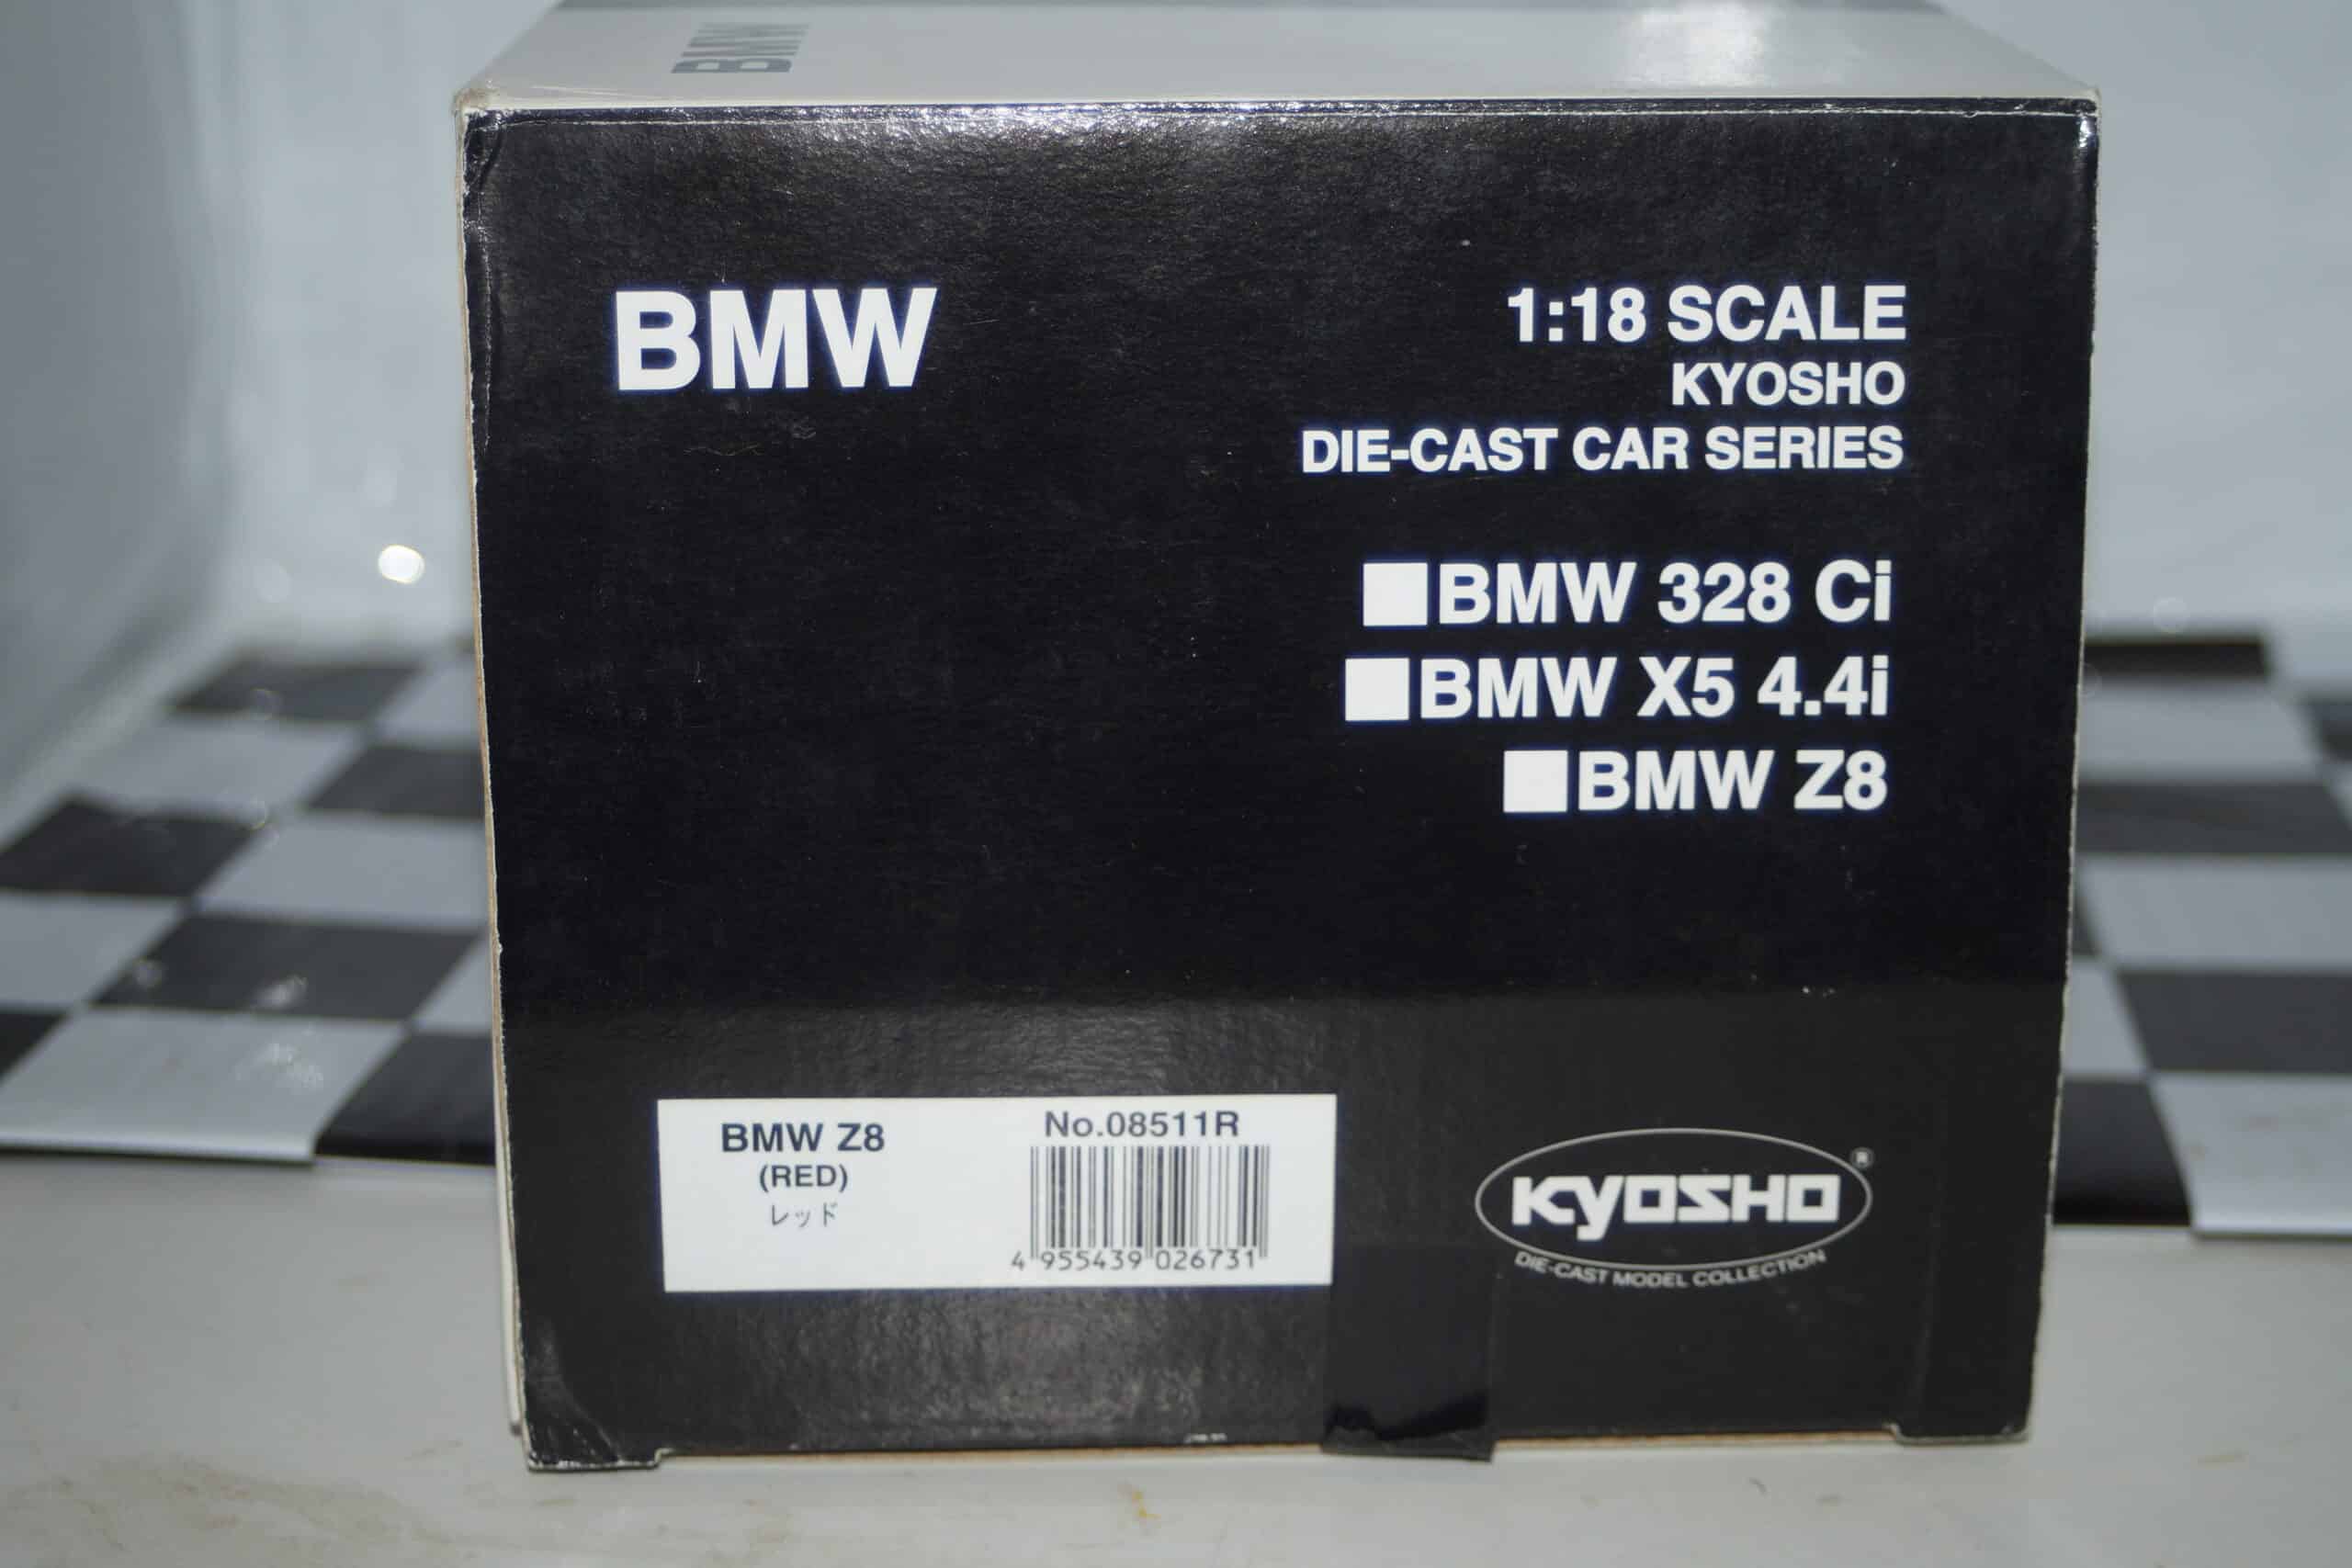 BMW
BMW
1:18 SCALE
KYOSHO
DIE-CAST CAR SERIES
BMW 328 Ci
BMW X5 4.4i
BMW Z8
BMW Z8
(RED)
レッド
No.08511R
4 955439 026731
KYOSHO®
DIE-CAST MODEL COLLECTION